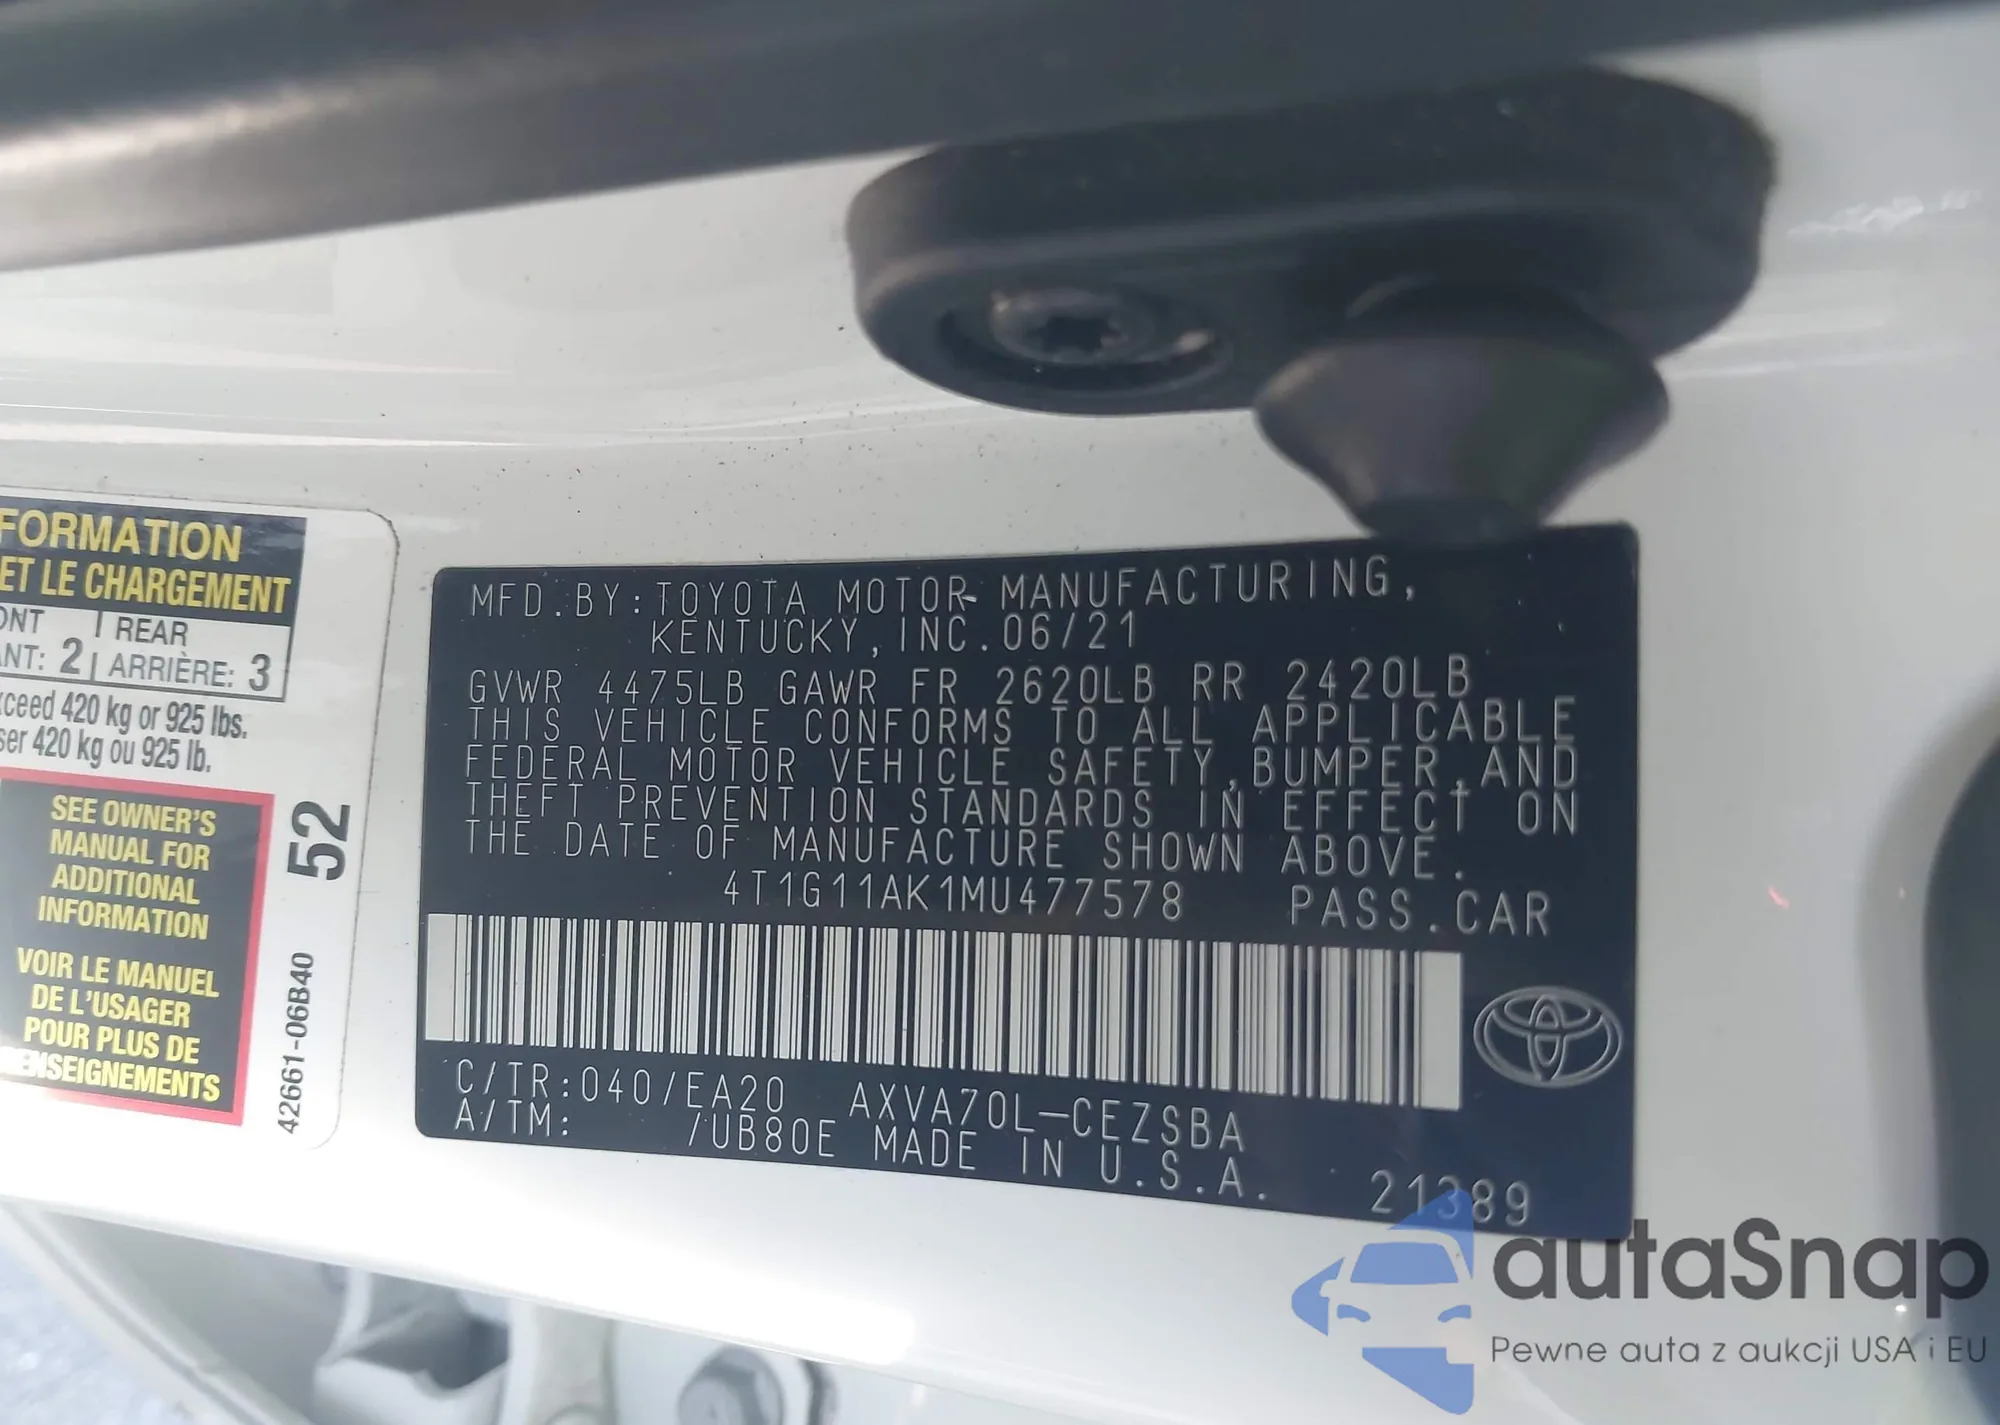 FORMATION
ET LE CHARGEMENT
REAR
2 ARRIÈRE: 3
420 kg or 925 lbs.
420 kg ou 925 lb.
SEE OWNER'S
MANUAL FOR
ADDITIONAL
INFORMATION
VOIR LE MANUEL
DE L'USAGER
POUR PLUS DE
ENSEIGNEMENTS
52
42661-06B40
MFD.BY:TOYOTA MOTOR MANUFACTURING,
KENTUCKY,INC.06/21
GVWR 4475LB GAWR FR 2620LB RR 2420LB
THIS VEHICLE CONFORMS TO ALL APPLICABLE
FEDERAL MOTOR VEHICLE SAFETY,BUMPER,AND
THEFT PREVENTION STANDARDS IN EFFECT ON
THE DATE OF MANUFACTURE SHOWN ABOVE.
4T1G11AK1MU477578 PASS.CAR
C/TR:040/EA20 AXVA70L-CEZSBA
A/TM: /UB80E MADE IN U.S.A.
21389
autaSnap
Pewne auta z aukcji USA i EU